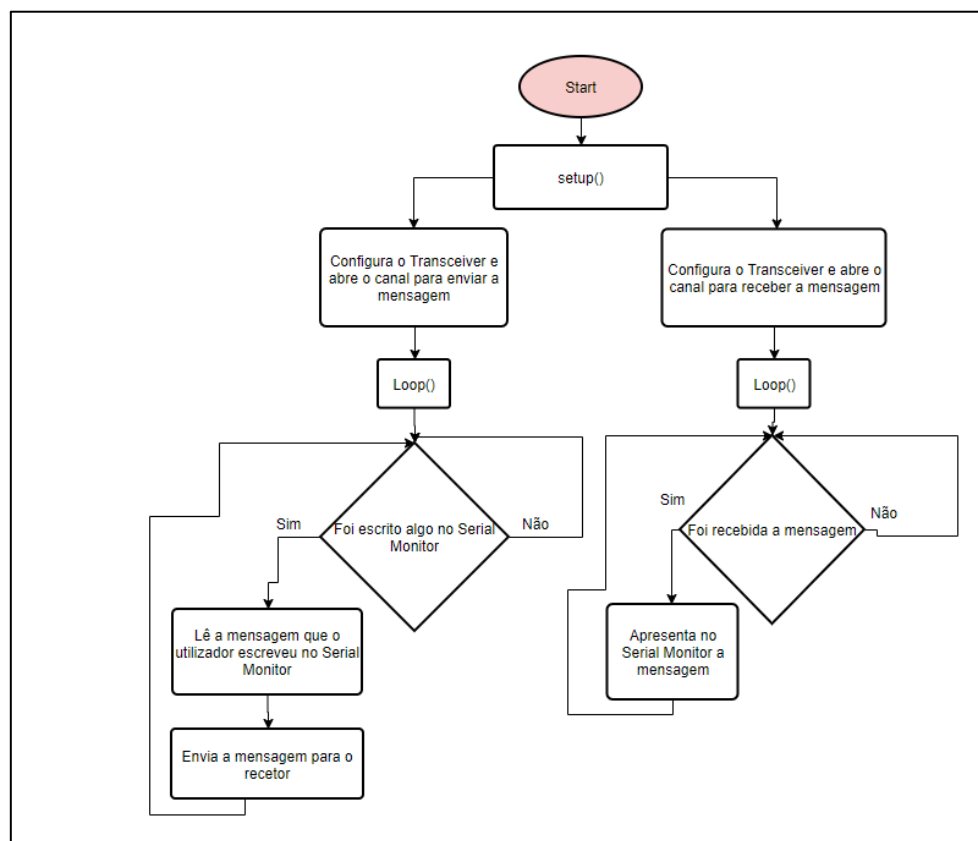 Start
setup()
Configura o Transceiver e
abre o canal para enviar a
mensagem
Configura o Transceiver e abre o
canal para receber a mensagem
Loop()
Loop()
Foi escrito algo no Serial
Monitor
Sim
Não
Foi recebida a mensagem
Sim
Não
Lê a mensagem que o
utilizador escreveu no Serial
Monitor
Apresenta no
Serial Monitor a
mensagem
Envia a mensagem para o
recetor